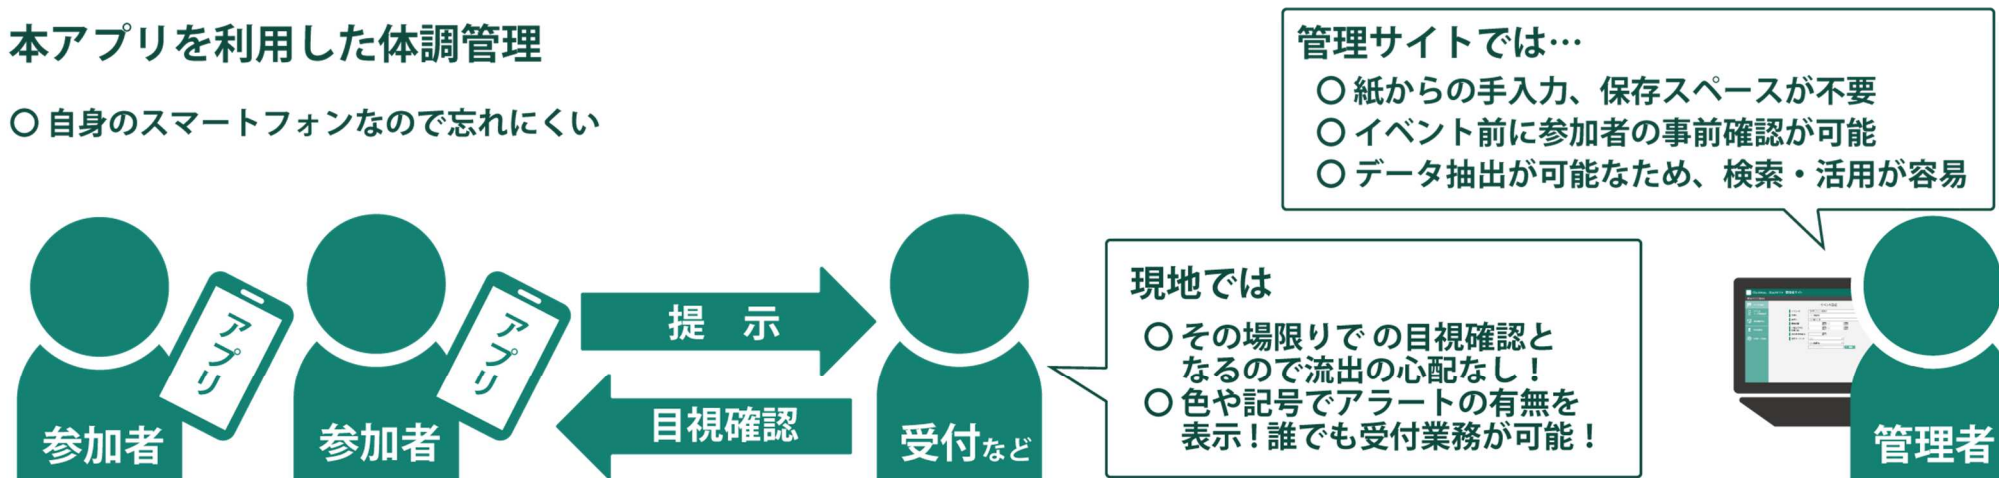 本アプリを利用した体調管理
○ 自身のスマートフォンなので忘れにくい
管理サイトでは…
○ 紙からの手入力、保存スペースが不要
○ イベント前に参加者の事前確認が可能
○ データ抽出が可能なため、検索・活用が容易
アプリ
参加者
アプリ
参加者
提 示
目視確認
受付など
現地では
○ その場限りで の目視確認と
なるので流出の心配なし！
○ 色や記号でアラートの有無を
表示！誰でも受付業務が可能！
管理者